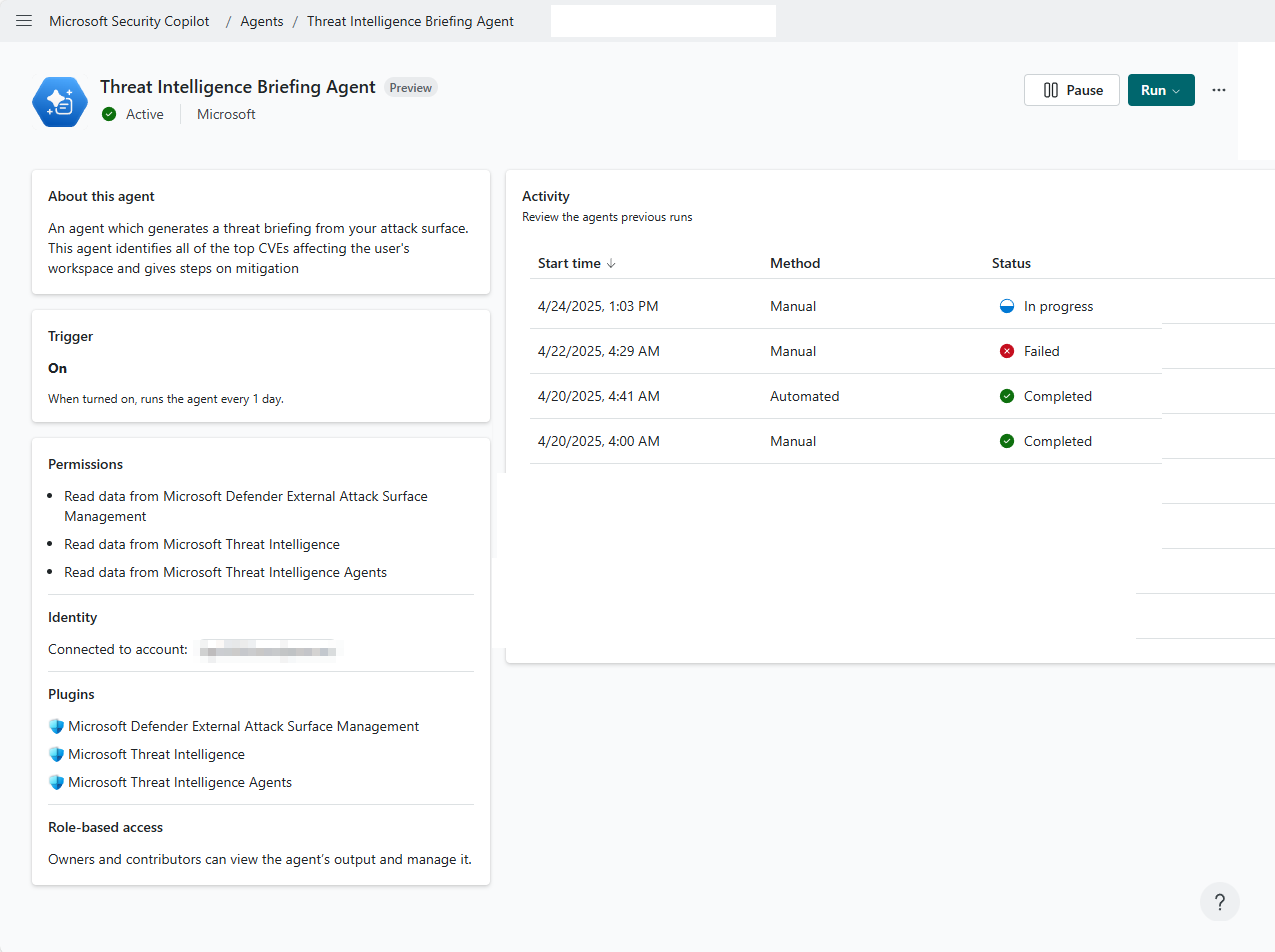 Microsoft Security Copilot / Agents / Threat Intelligence Briefing Agent
Threat Intelligence Briefing Agent Preview
Active Microsoft
Pause Run
About this agent
An agent which generates a threat briefing from your attack surface.
This agent identifies all of the top CVEs affecting the user's
workspace and gives steps on mitigation
Trigger
On
When turned on, runs the agent every 1 day.
Permissions
• Read data from Microsoft Defender External Attack Surface
Management
• Read data from Microsoft Threat Intelligence
• Read data from Microsoft Threat Intelligence Agents
Identity
Connected to account:
Plugins
Microsoft Defender External Attack Surface Management
Microsoft Threat Intelligence
Microsoft Threat Intelligence Agents
Role-based access
Owners and contributors can view the agent's output and manage it.
Activity
Review the agents previous runs
Start time ↓ Method Status
4/24/2025, 1:03 PM Manual In progress
4/22/2025, 4:29 AM Manual Failed
4/20/2025, 4:41 AM Automated Completed
4/20/2025, 4:00 AM Manual Completed
?